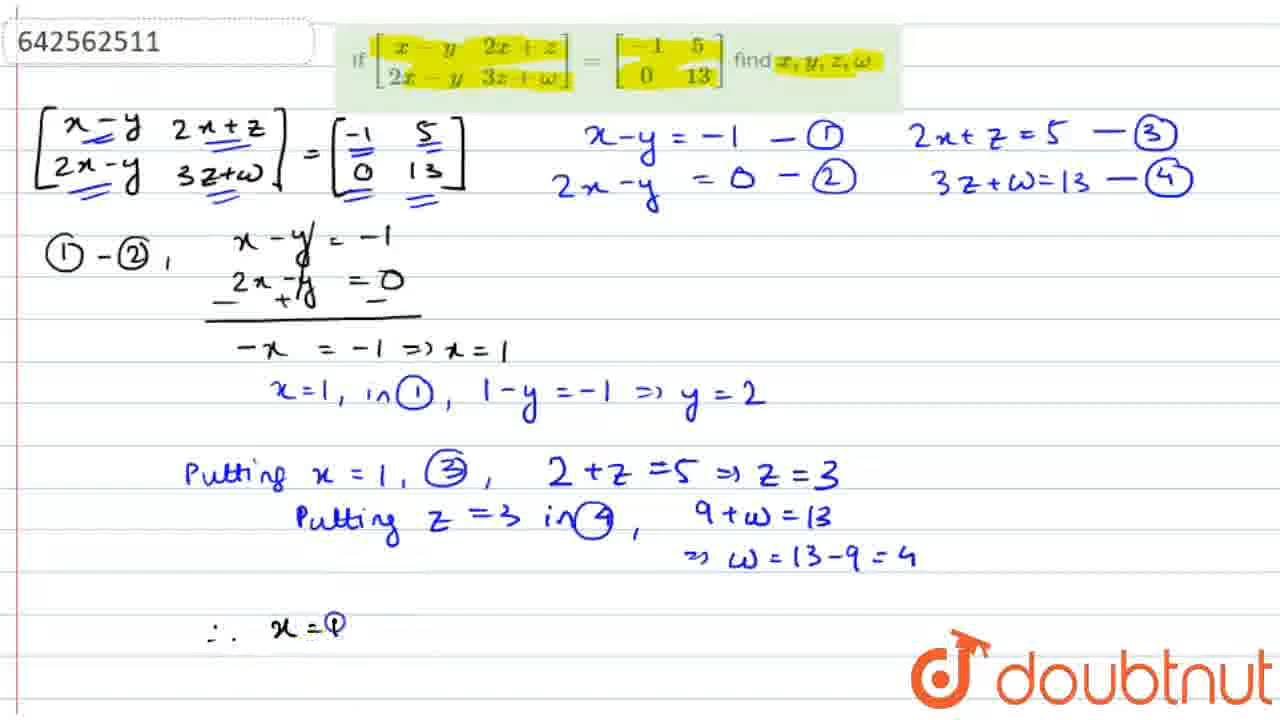 642562511
If [x − y 2x + z] = [−1 5] find x, y, z, ω
[2x − y 3z + ω] [0 13]
[x−y 2x+z] = [−1 5]
[2x−y 3z+ω] [0 13]
x−y = −1 — ①
2x−y = 0 − ②
2x+z = 5 — ③
3z+ω=13 — ④
① − ②, x −y = −1
2x −y = 0
− + −
−x = −1 ⇒ x = 1
x=1, in ①, 1−y = −1 ⇒ y = 2
Putting x = 1, ③, 2+z =5 ⇒ z = 3
Putting z =3 in ④, 9+ω = 13
⇒ ω = 13−9 = 4
∴ x =
doubtnut